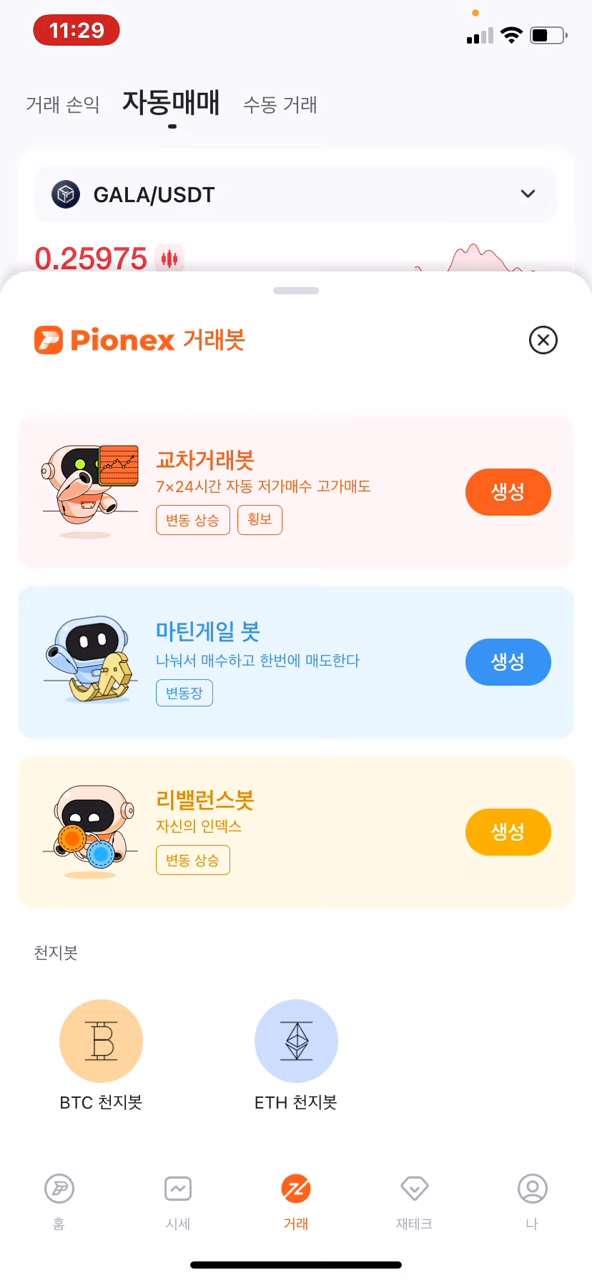 11:29
거래 손익 자동매매 수동 거래
GALA/USDT
0.25975
Pionex 거래봇
교차거래봇
7×24시간 자동 저가매수 고가매도
변동 상승 횡보
생성
마틴게일 봇
나눠서 매수하고 한번에 매도한다
변동장
생성
리밸런스봇
자신의 인덱스
변동 상승
생성
천지봇
BTC 천지봇 ETH 천지봇
홈 시세 거래 재테크 나